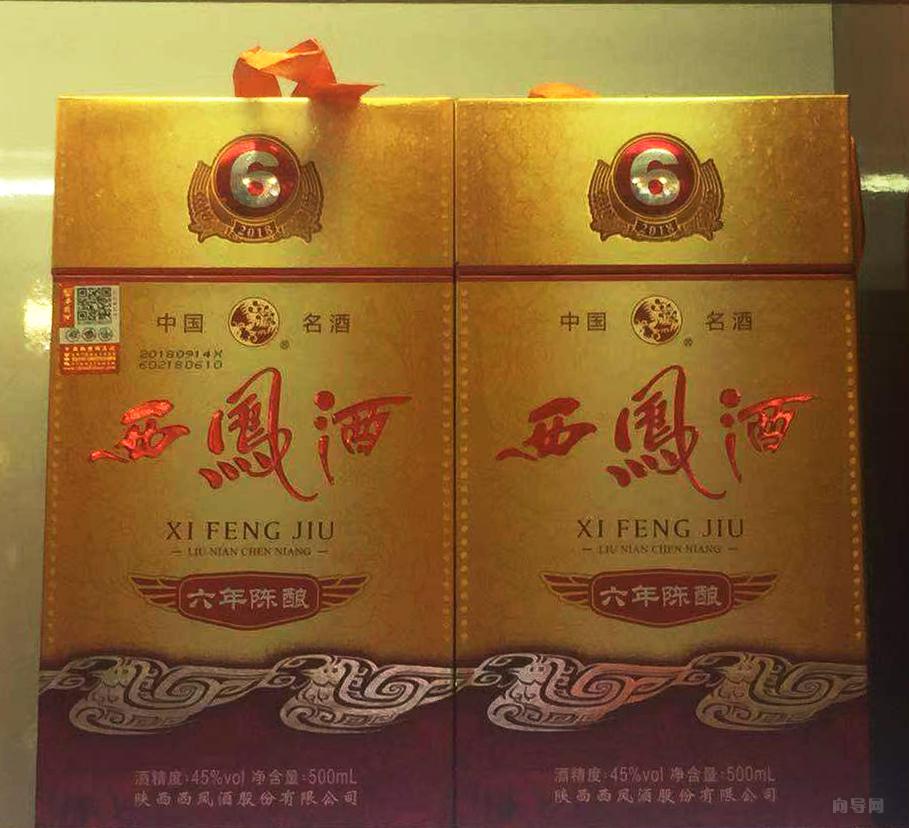 6
2018
中国 名酒
®
20180914X
602180610
西鳳酒
XI FENG JIU
LIU NIAN CHEN NIANG
六年陈酿
酒精度:45%vol 净含量:500mL
陕西西凤酒股份有限公司
6
2018
中国 名酒
®
西鳳酒
XI FENG JIU
LIU NIAN CHEN NIANG
六年陈酿
酒精度:45%vol 净含量:500mL
陕西西凤酒股份有限公司
向导网